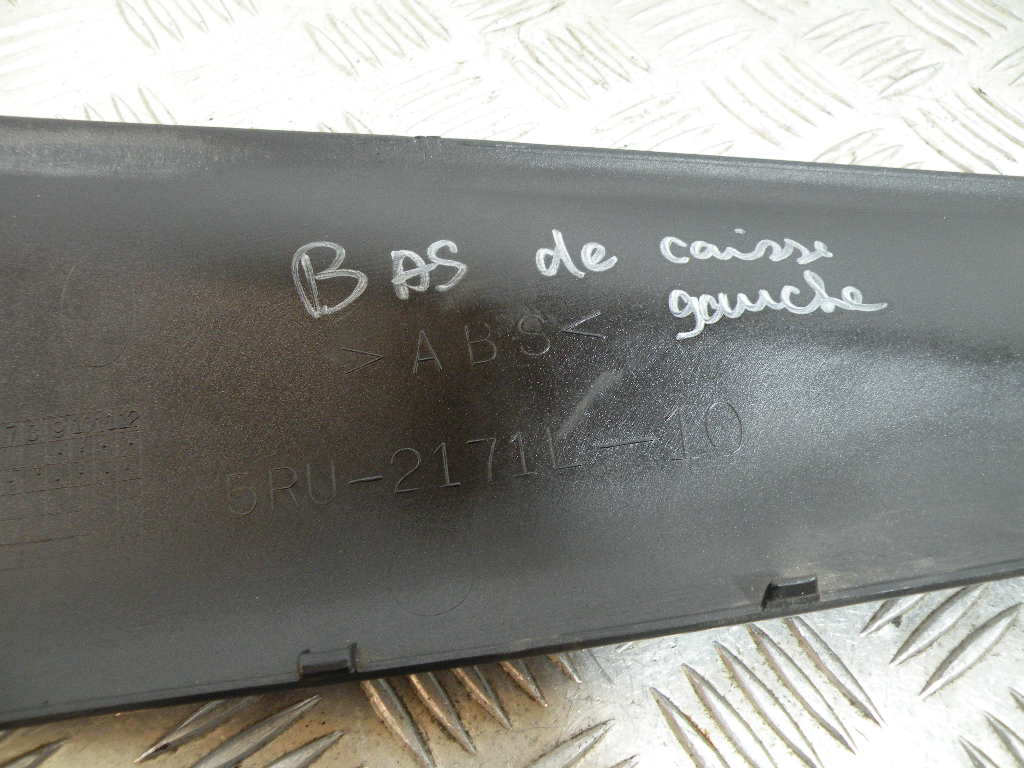 BAS de caisse
gauche
>ABS<
5RU-2171L-10